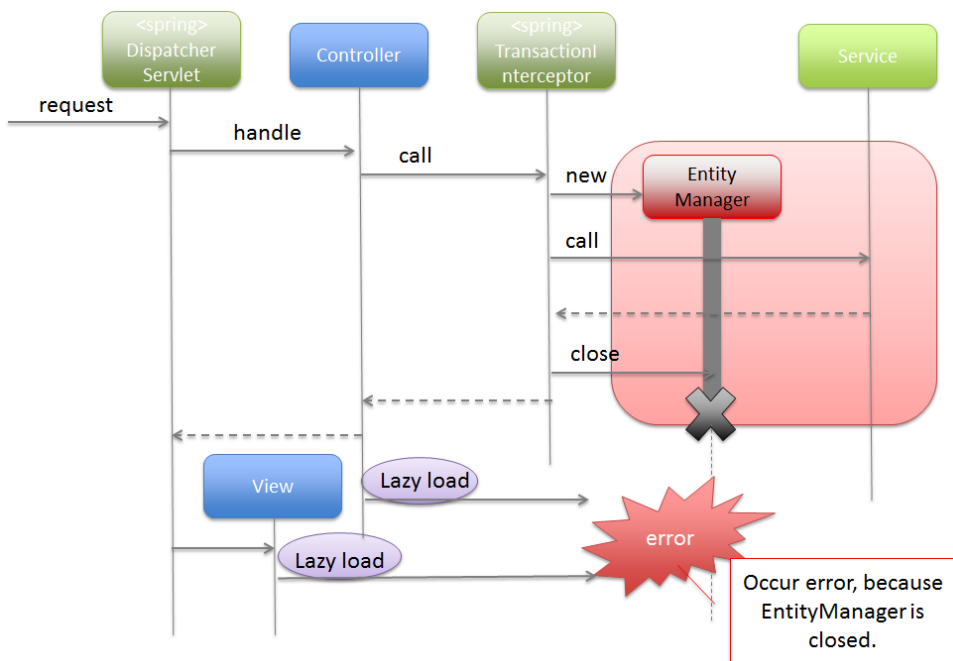 <spring>
Dispatcher
Servlet
Controller
<spring>
TransactionI
nterceptor
Service
request
handle
call
new
Entity
Manager
call
close
View
Lazy load
Lazy load
error
Occur error, because
EntityManager is
closed.